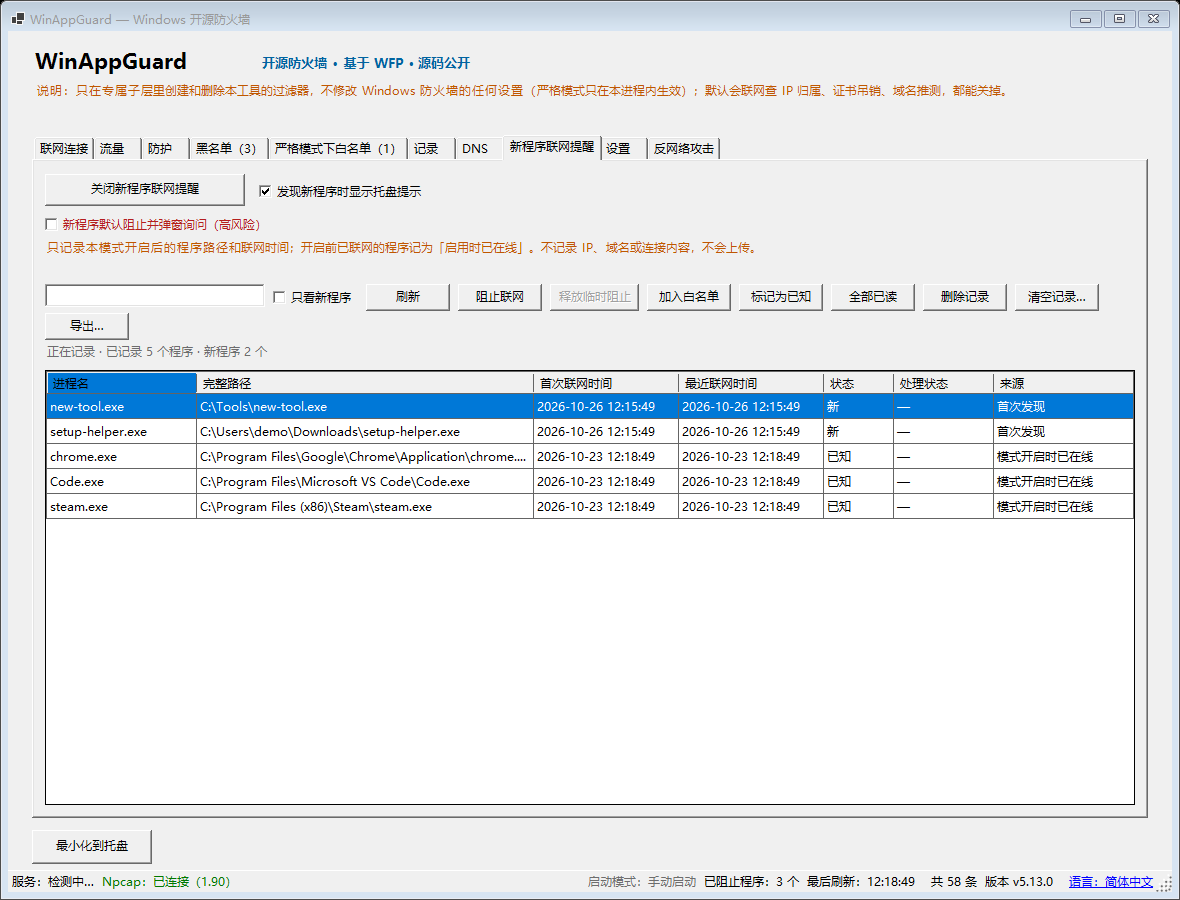 WinAppGuard — Windows 开源防火墙
WinAppGuard 开源防火墙 • 基于 WFP • 源码公开
说明：只在专属子层里创建和删除本工具的过滤器，不修改 Windows 防火墙的任何设置（严格模式只在本进程内生效）；默认会联网查 IP 归属、证书吊销、域名推测，都能关掉。
联网连接 流量 防护 黑名单（3） 严格模式下白名单（1） 记录 DNS 新程序联网提醒 设置 反网络攻击
关闭新程序联网提醒 发现新程序时显示托盘提示
新程序默认阻止并弹窗询问（高风险）
只记录本模式开启后的程序路径和联网时间；开启前已联网的程序记为「启用时已在线」。不记录 IP、域名或连接内容，不会上传。
只看新程序 刷新 阻止联网 释放临时阻止 加入白名单 标记为已知 全部已读 删除记录 清空记录...
导出...
正在记录 · 已记录 5 个程序 · 新程序 2 个
进程名 完整路径 首次联网时间 最近联网时间 状态 处理状态 来源
new-tool.exe C:\Tools\new-tool.exe 2026-10-26 12:15:49 2026-10-26 12:15:49 新 — 首次发现
setup-helper.exe C:\Users\demo\Downloads\setup-helper.exe 2026-10-26 12:15:49 2026-10-26 12:15:49 新 — 首次发现
chrome.exe C:\Program Files\Google\Chrome\Application\chrome.... 2026-10-23 12:18:49 2026-10-23 12:18:49 已知 — 模式开启时已在线
Code.exe C:\Program Files\Microsoft VS Code\Code.exe 2026-10-23 12:18:49 2026-10-23 12:18:49 已知 — 模式开启时已在线
steam.exe C:\Program Files (x86)\Steam\steam.exe 2026-10-23 12:18:49 2026-10-23 12:18:49 已知 — 模式开启时已在线
最小化到托盘
服务：检测中... Npcap：已连接（1.90） 启动模式：手动启动 已阻止程序：3 个 最后刷新：12:18:49 共 58 条 版本 v5.13.0 语言：简体中文